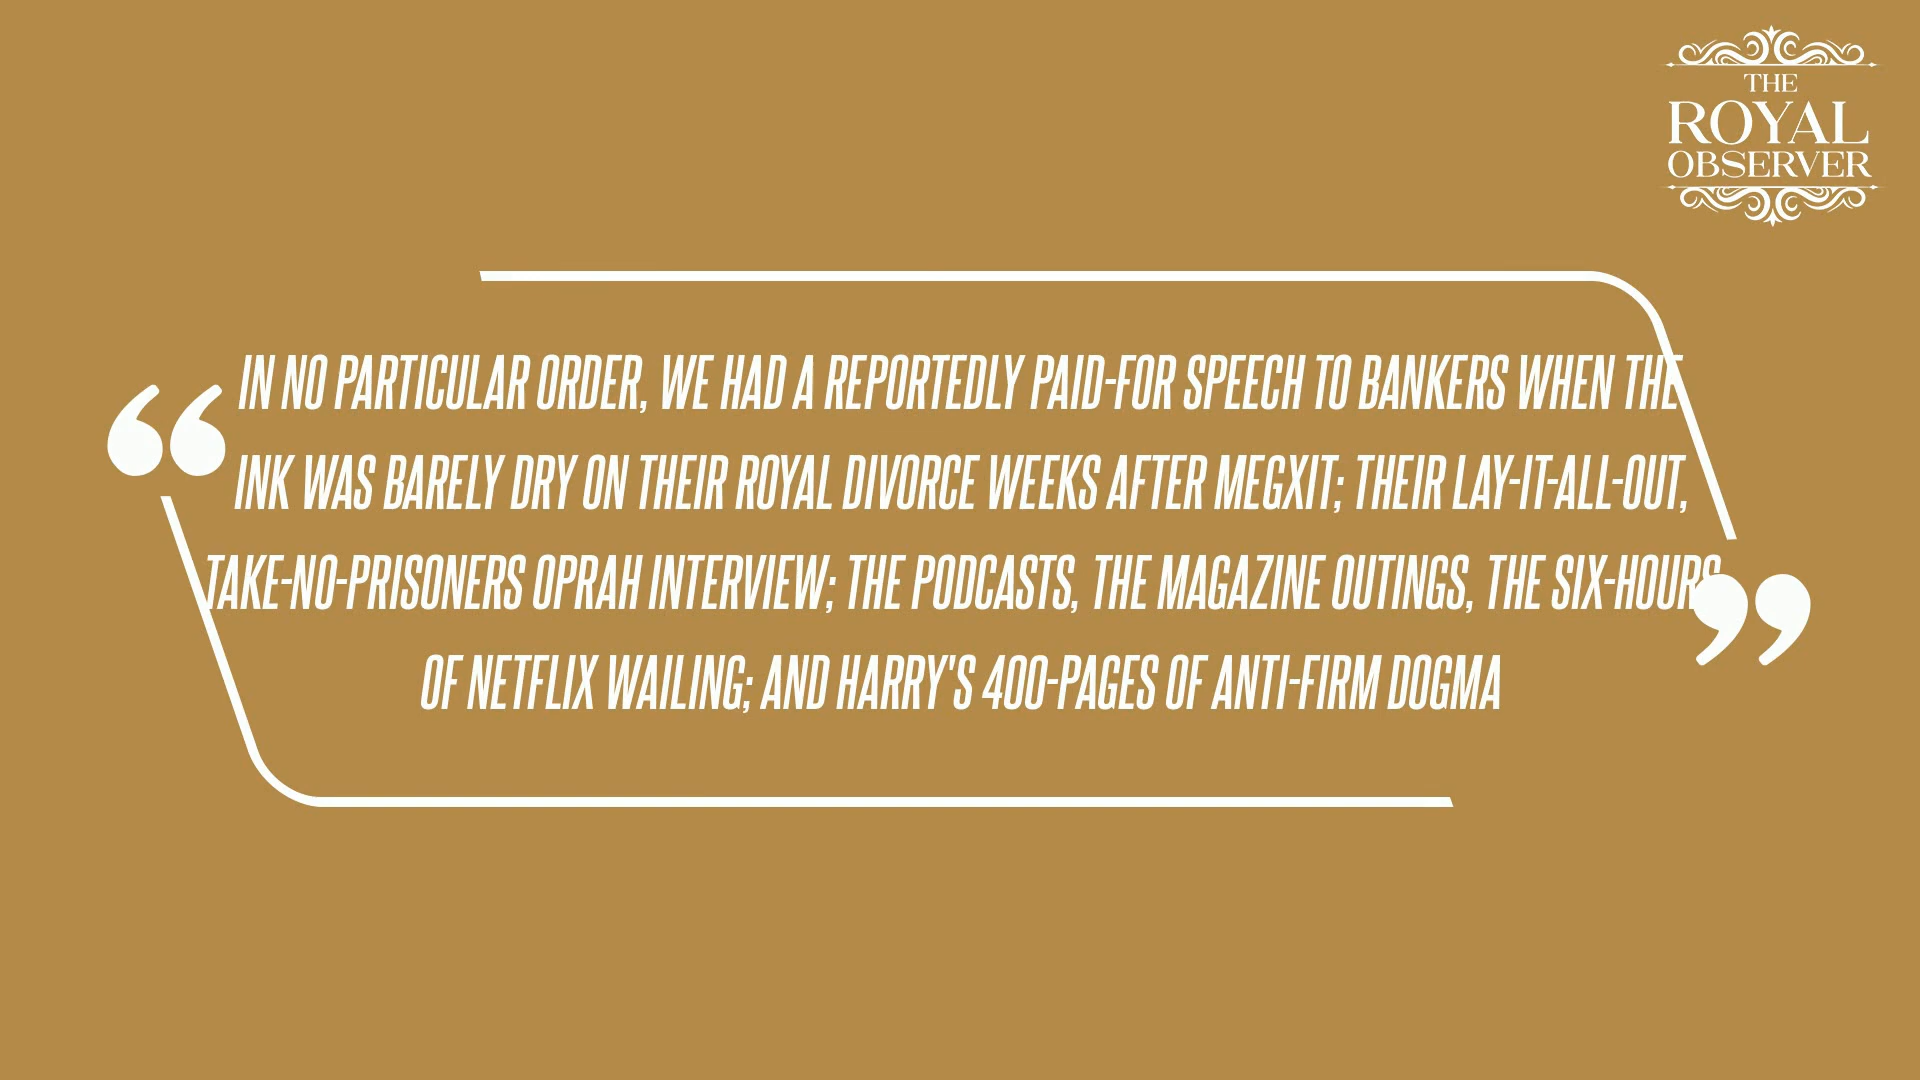 THE
ROYAL
OBSERVER
“
IN NO PARTICULAR ORDER, WE HAD A REPORTEDLY PAID-FOR SPEECH TO BANKERS WHEN THE
INK WAS BARELY DRY ON THEIR ROYAL DIVORCE WEEKS AFTER MEGXIT; THEIR LAY-IT-ALL-OUT,
TAKE-NO-PRISONERS OPRAH INTERVIEW; THE PODCASTS, THE MAGAZINE OUTINGS, THE SIX-HOURS
OF NETFLIX WAILING; AND HARRY'S 400-PAGES OF ANTI-FIRM DOGMA
”